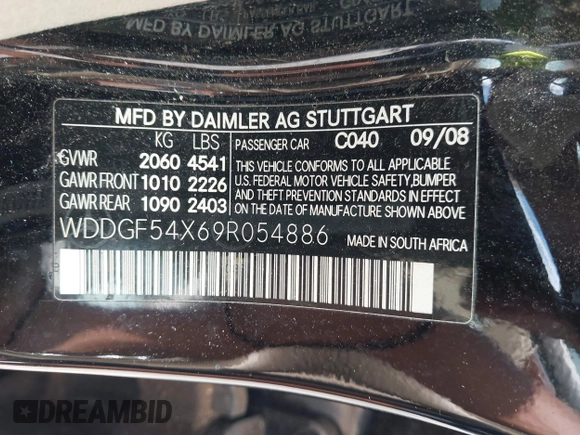 MFD BY DAIMLER AG STUTTGART
KG LBS PASSENGER CAR C040 09/08
GVWR 2060 4541
GAWR FRONT 1010 2226
GAWR REAR 1090 2403
THIS VEHICLE CONFORMS TO ALL APPLICABLE
U.S. FEDERAL MOTOR VEHICLE SAFETY, BUMPER
AND THEFT PREVENTION STANDARDS IN EFFECT
ON THE DATE OF MANUFACTURE SHOWN ABOVE.
WDDGF54X69R054886 MADE IN SOUTH AFRICA
DREAMBID